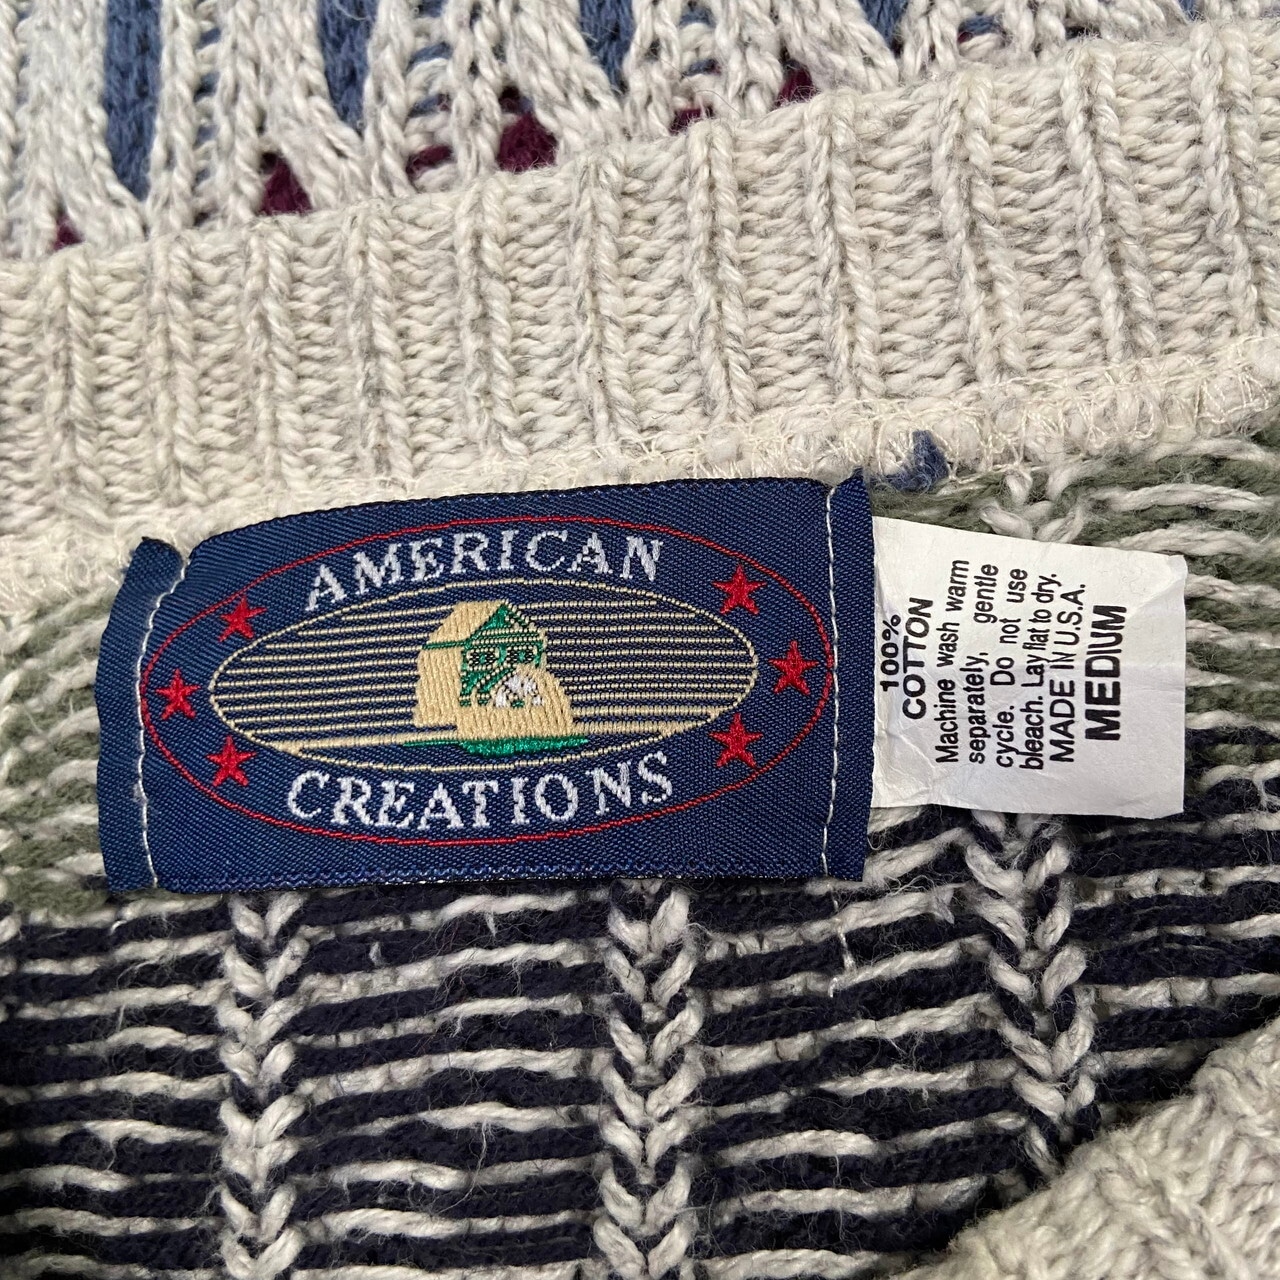 AMERICAN
CREATIONS
100%
COTTON
Machine wash warm
separately, gentle
cycle. Do not use
bleach. Lay flat to dry.
MADE IN U.S.A.
MEDIUM